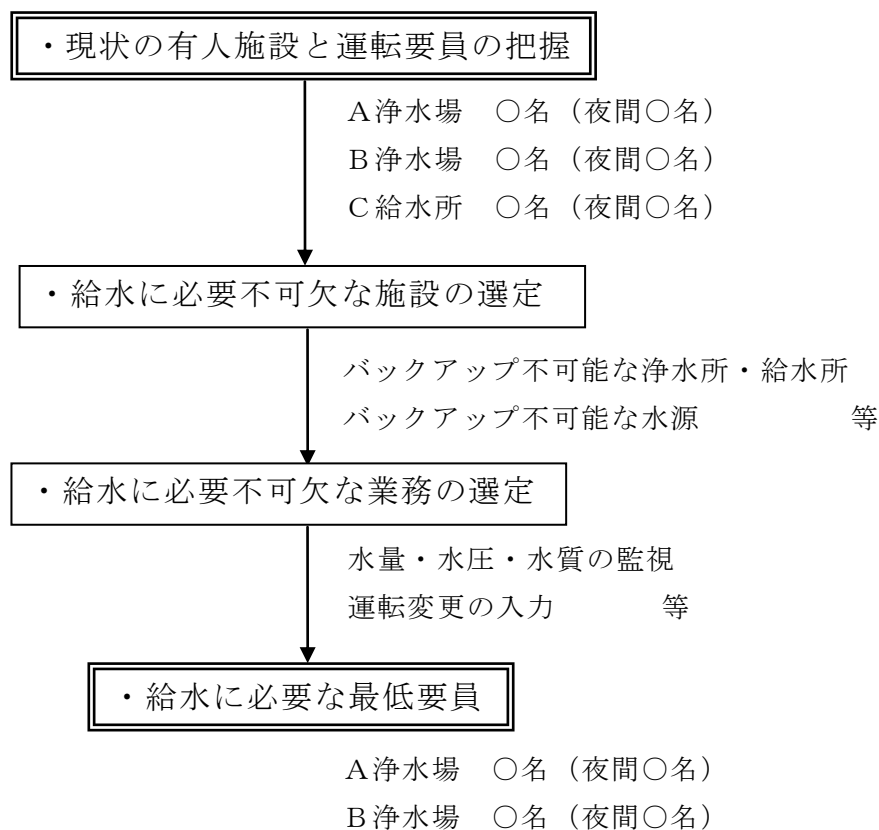 ・現状の有人施設と運転要員の把握
A浄水場　○名（夜間○名）
B浄水場　○名（夜間○名）
C給水所　○名（夜間○名）
・給水に必要不可欠な施設の選定
バックアップ不可能な浄水所・給水所
バックアップ不可能な水源　　　　　等
・給水に必要不可欠な業務の選定
水量・水圧・水質の監視
運転変更の入力　　　　等
・給水に必要な最低要員
A浄水場　○名（夜間○名）
B浄水場　○名（夜間○名）